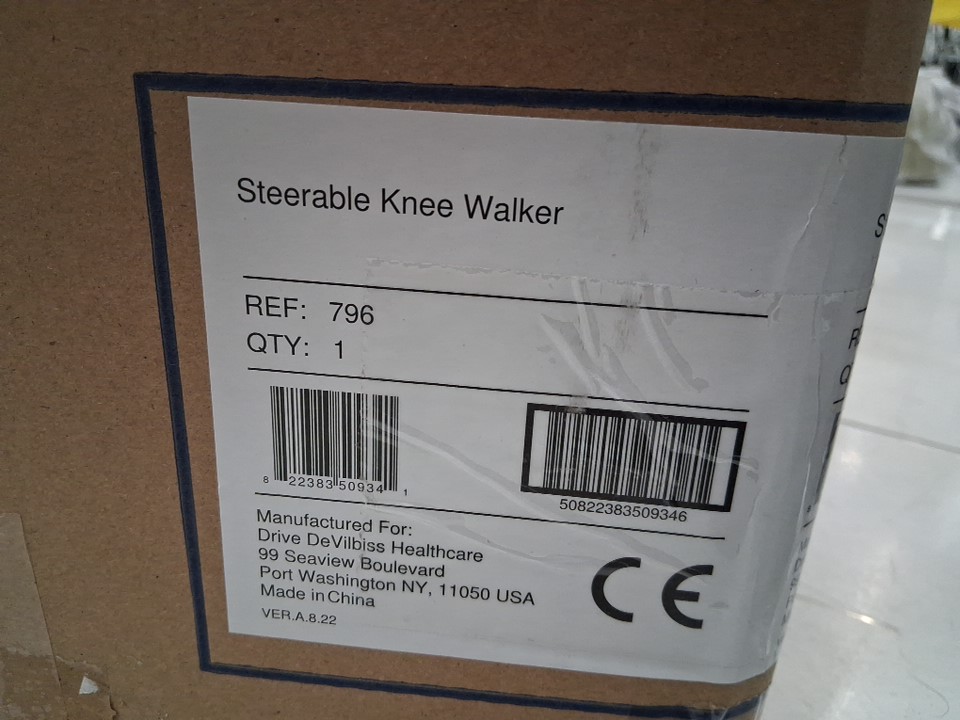 Steerable Knee Walker
REF: 796
QTY: 1
8 22383 50934 1
50822383509346
Manufactured For:
Drive DeVilbiss Healthcare
99 Seaview Boulevard
Port Washington NY, 11050 USA
Made in China
VER.A.8.22
CE